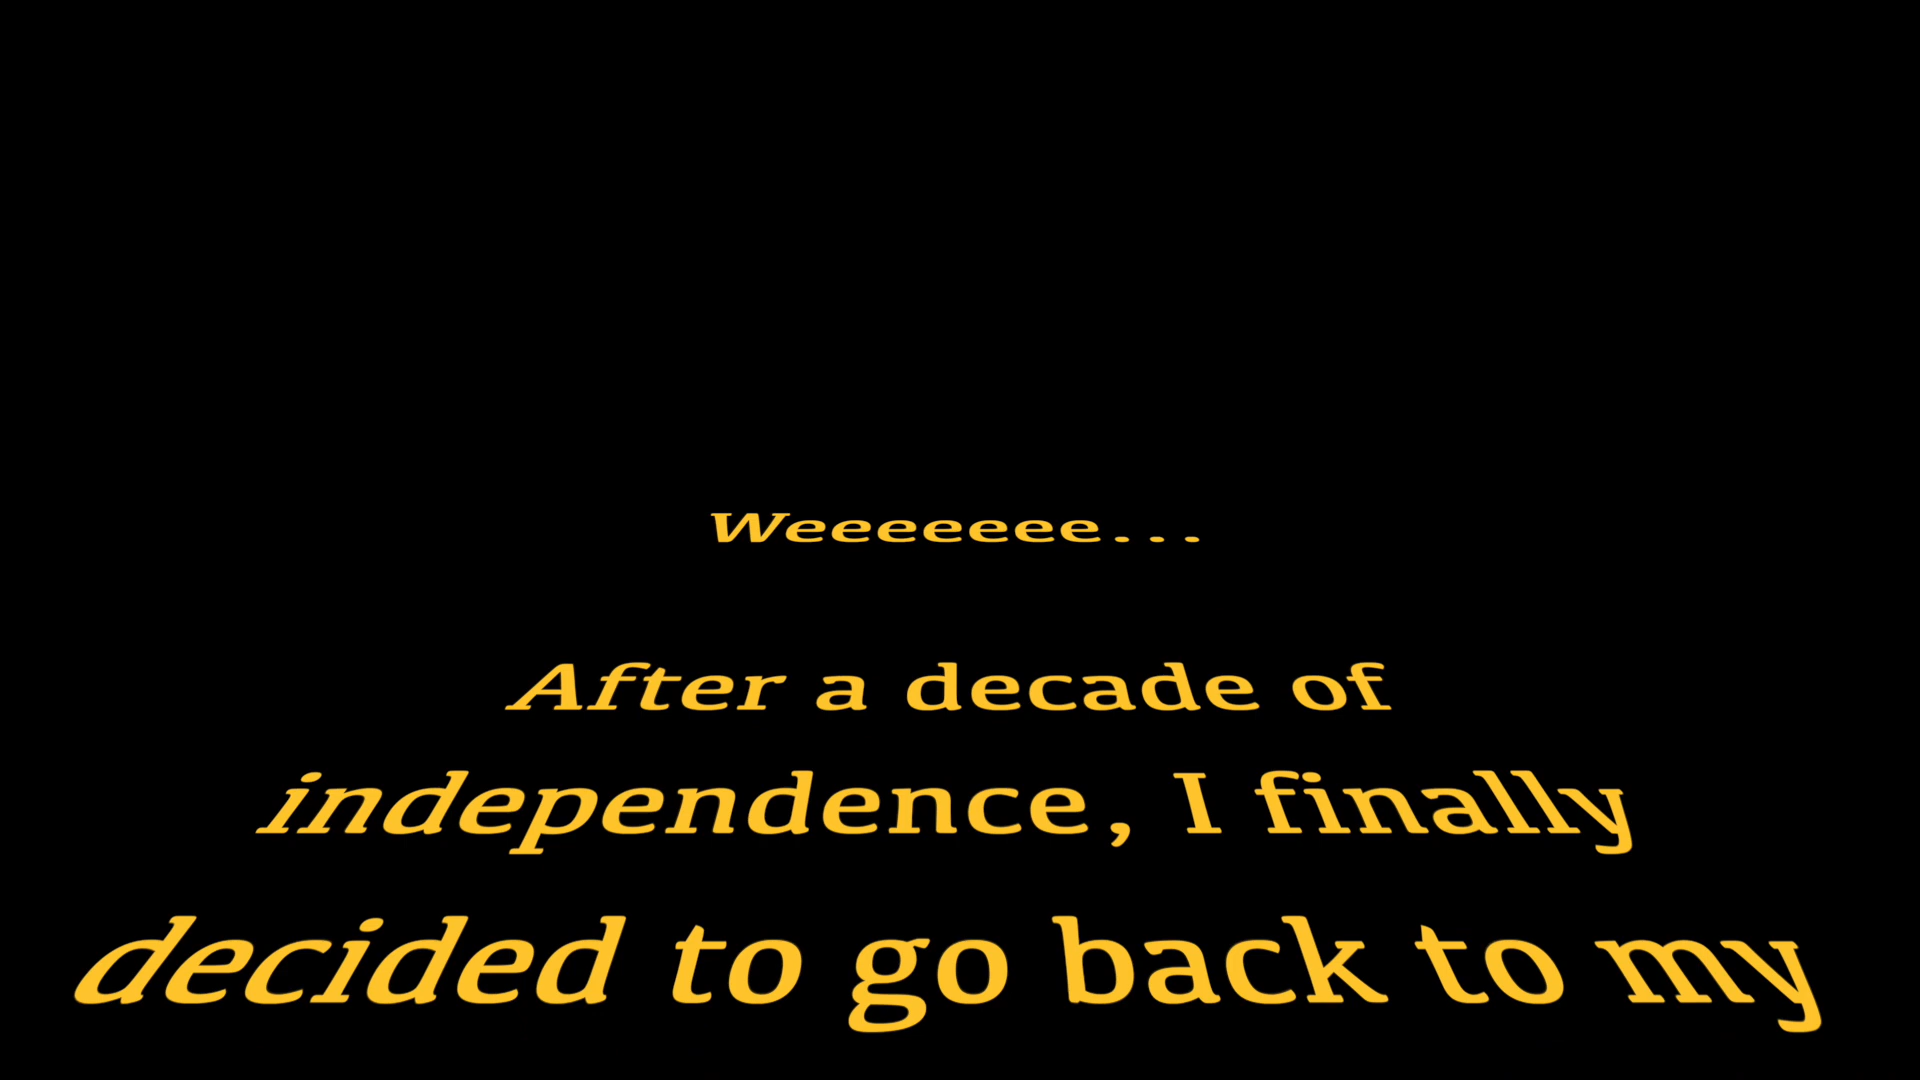 Weeeeeee...
After a decade of
independence, I finally
decided to go back to my